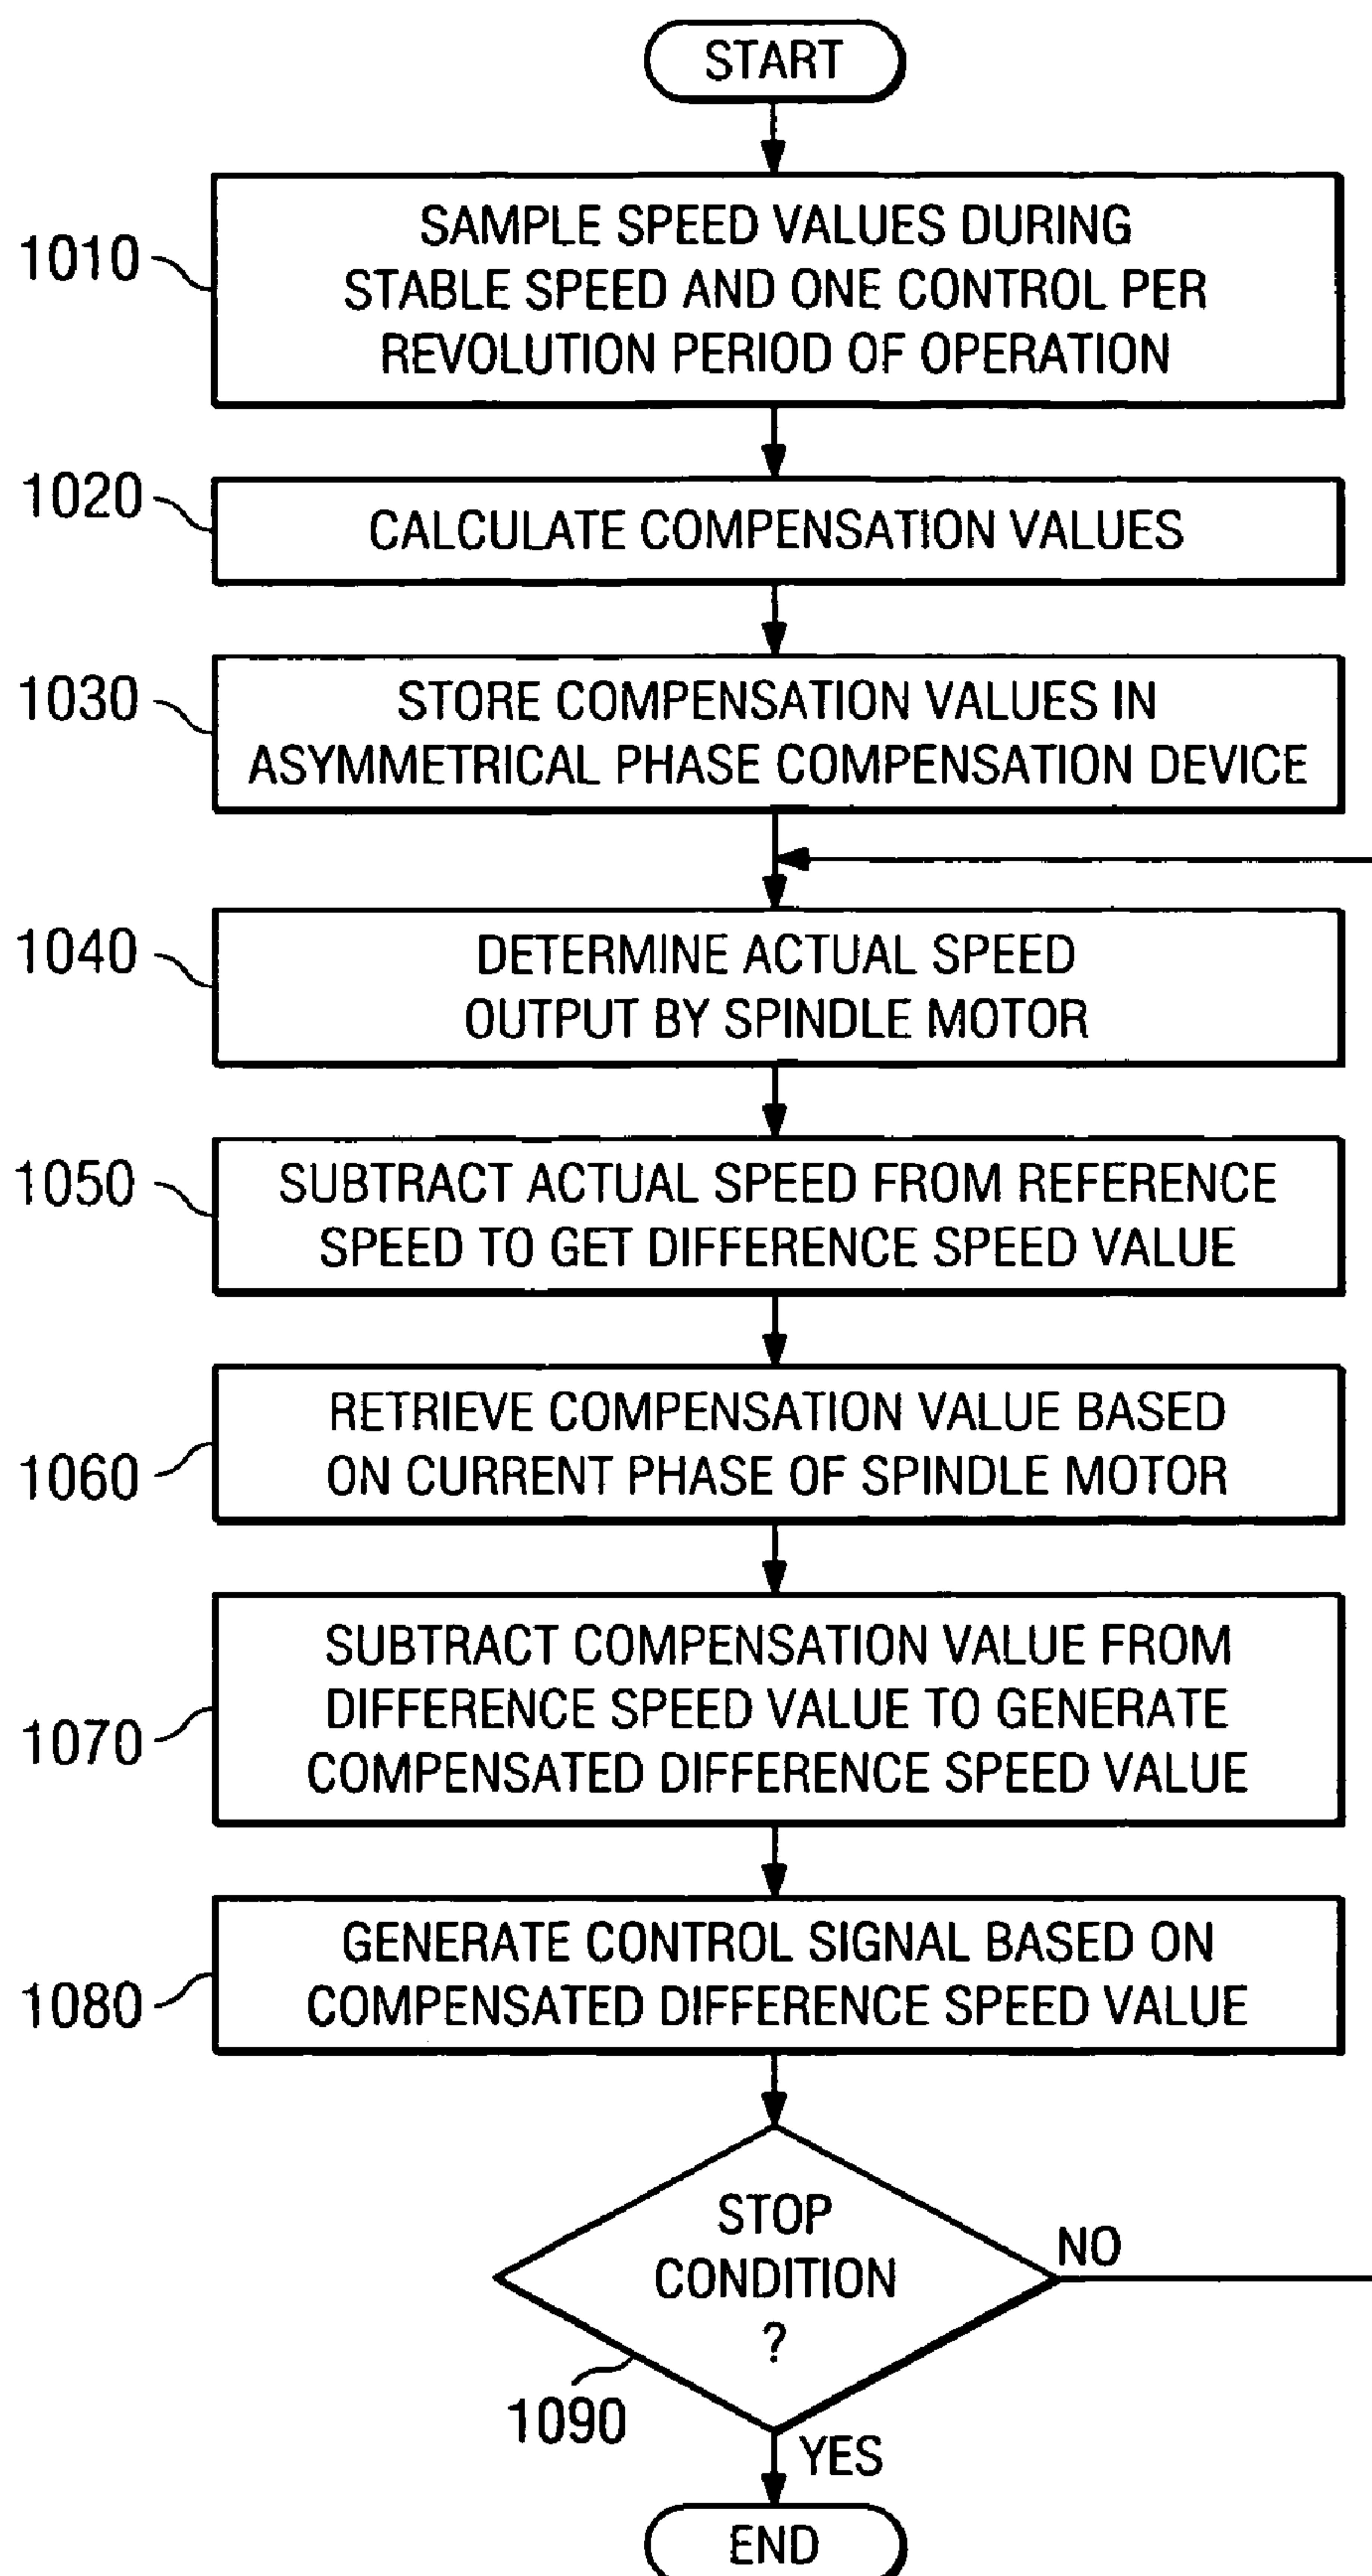 START
1010
SAMPLE SPEED VALUES DURING
STABLE SPEED AND ONE CONTROL PER
REVOLUTION PERIOD OF OPERATION
1020
CALCULATE COMPENSATION VALUES
1030
STORE COMPENSATION VALUES IN
ASYMMETRICAL PHASE COMPENSATION DEVICE
1040
DETERMINE ACTUAL SPEED
OUTPUT BY SPINDLE MOTOR
1050
SUBTRACT ACTUAL SPEED FROM REFERENCE
SPEED TO GET DIFFERENCE SPEED VALUE
1060
RETRIEVE COMPENSATION VALUE BASED
ON CURRENT PHASE OF SPINDLE MOTOR
1070
SUBTRACT COMPENSATION VALUE FROM
DIFFERENCE SPEED VALUE TO GENERATE
COMPENSATED DIFFERENCE SPEED VALUE
1080
GENERATE CONTROL SIGNAL BASED ON
COMPENSATED DIFFERENCE SPEED VALUE
STOP
CONDITION
?
NO
1090
YES
END